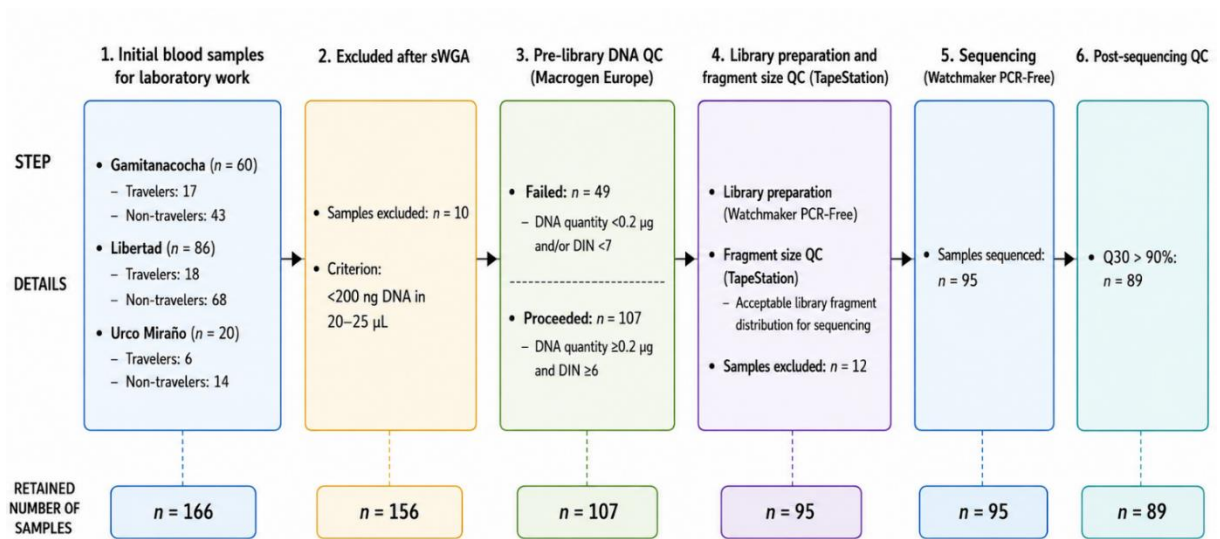 1. Initial blood samples
for laboratory work
2. Excluded after sWGA
3. Pre-library DNA QC
(Macrogen Europe)
4. Library preparation and
fragment size QC (TapeStation)
5. Sequencing
(Watchmaker PCR-Free)
6. Post-sequencing QC
STEP
DETAILS
• Gamitanacocha (n = 60)
– Travelers: 17
– Non-travelers: 43
• Libertad (n = 86)
– Travelers: 18
– Non-travelers: 68
• Urco Miraño (n = 20)
– Travelers: 6
– Non-travelers: 14
• Samples excluded: n = 10
• Criterion:
<200 ng DNA in
20–25 µL
• Failed: n = 49
– DNA quantity <0.2 µg
and/or DIN <7
• Proceeded: n = 107
– DNA quantity ≥0.2 µg
and DIN ≥6
• Library preparation
(Watchmaker PCR-Free)
• Fragment size QC
(TapeStation)
– Acceptable library fragment
distribution for sequencing
• Samples excluded: n = 12
• Samples sequenced:
n = 95
• Q30 > 90%:
n = 89
RETAINED
NUMBER OF
SAMPLES
n = 166
n = 156
n = 107
n = 95
n = 95
n = 89